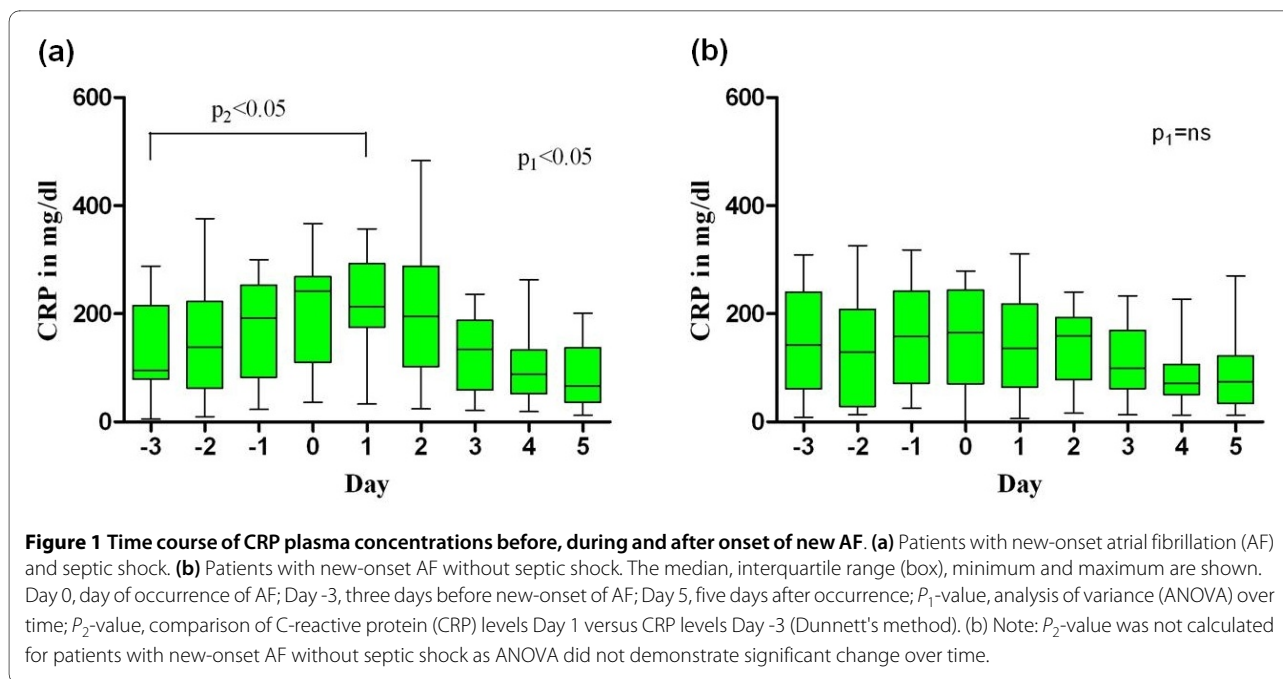 (a)
600
400
200
0
CRP in mg/dl
p2<0.05
p1<0.05
-3 -2 -1 0 1 2 3 4 5
Day
(b)
600
400
200
0
CRP in mg/dl
p1=ns
-3 -2 -1 0 1 2 3 4 5
Day
Figure 1 Time course of CRP plasma concentrations before, during and after onset of new AF. (a) Patients with new-onset atrial fibrillation (AF)
and septic shock. (b) Patients with new-onset AF without septic shock. The median, interquartile range (box), minimum and maximum are shown.
Day 0, day of occurrence of AF; Day -3, three days before new-onset of AF; Day 5, five days after occurrence; P1-value, analysis of variance (ANOVA) over
time; P2-value, comparison of C-reactive protein (CRP) levels Day 1 versus CRP levels Day -3 (Dunnett's method). (b) Note: P2-value was not calculated
for patients with new-onset AF without septic shock as ANOVA did not demonstrate significant change over time.